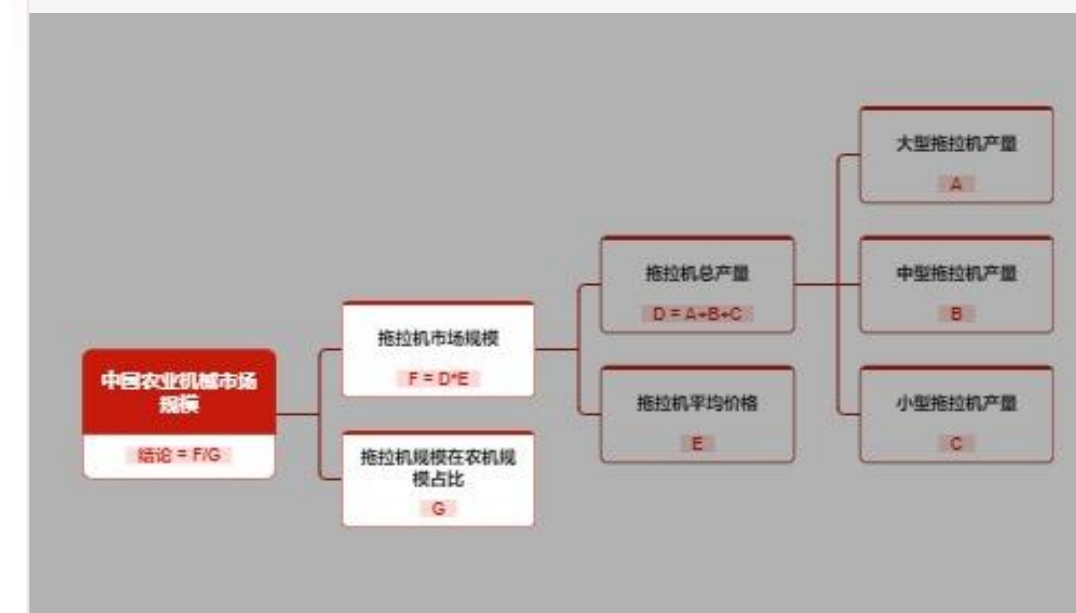 大型拖拉机产量
A
拖拉机总产量
D = A+B+C
中型拖拉机产量
B
拖拉机市场规模
F = D*E
中国农业机械市场
规模
结论 = F/G
拖拉机平均价格
E
小型拖拉机产量
C
拖拉机规模在农机规
模占比
G